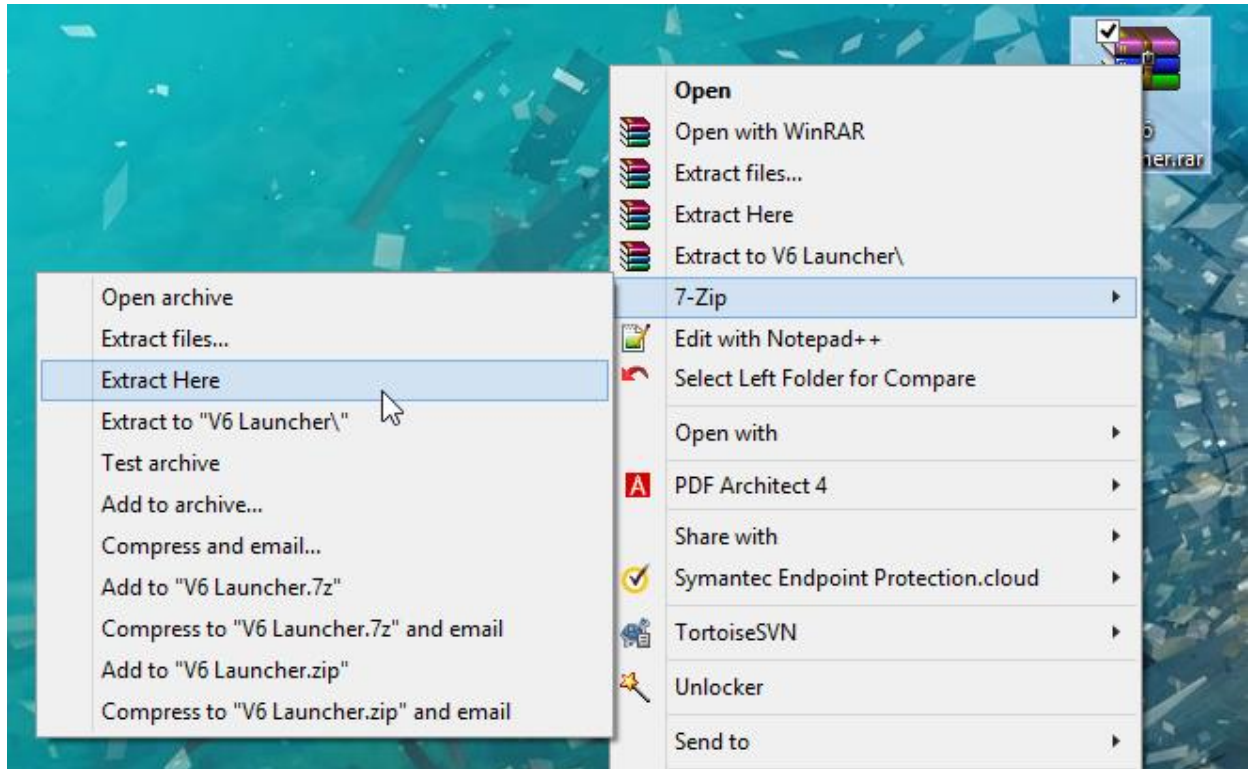 Open
Open with WinRAR
Extract files...
Extract Here
Extract to V6 Launcher\
7-Zip
Edit with Notepad++
Select Left Folder for Compare
Open with
PDF Architect 4
Share with
Symantec Endpoint Protection.cloud
TortoiseSVN
Unlocker
Send to
Open archive
Extract files...
Extract Here
Extract to "V6 Launcher\"
Test archive
Add to archive...
Compress and email...
Add to "V6 Launcher.7z"
Compress to "V6 Launcher.7z" and email
Add to "V6 Launcher.zip"
Compress to "V6 Launcher.zip" and email